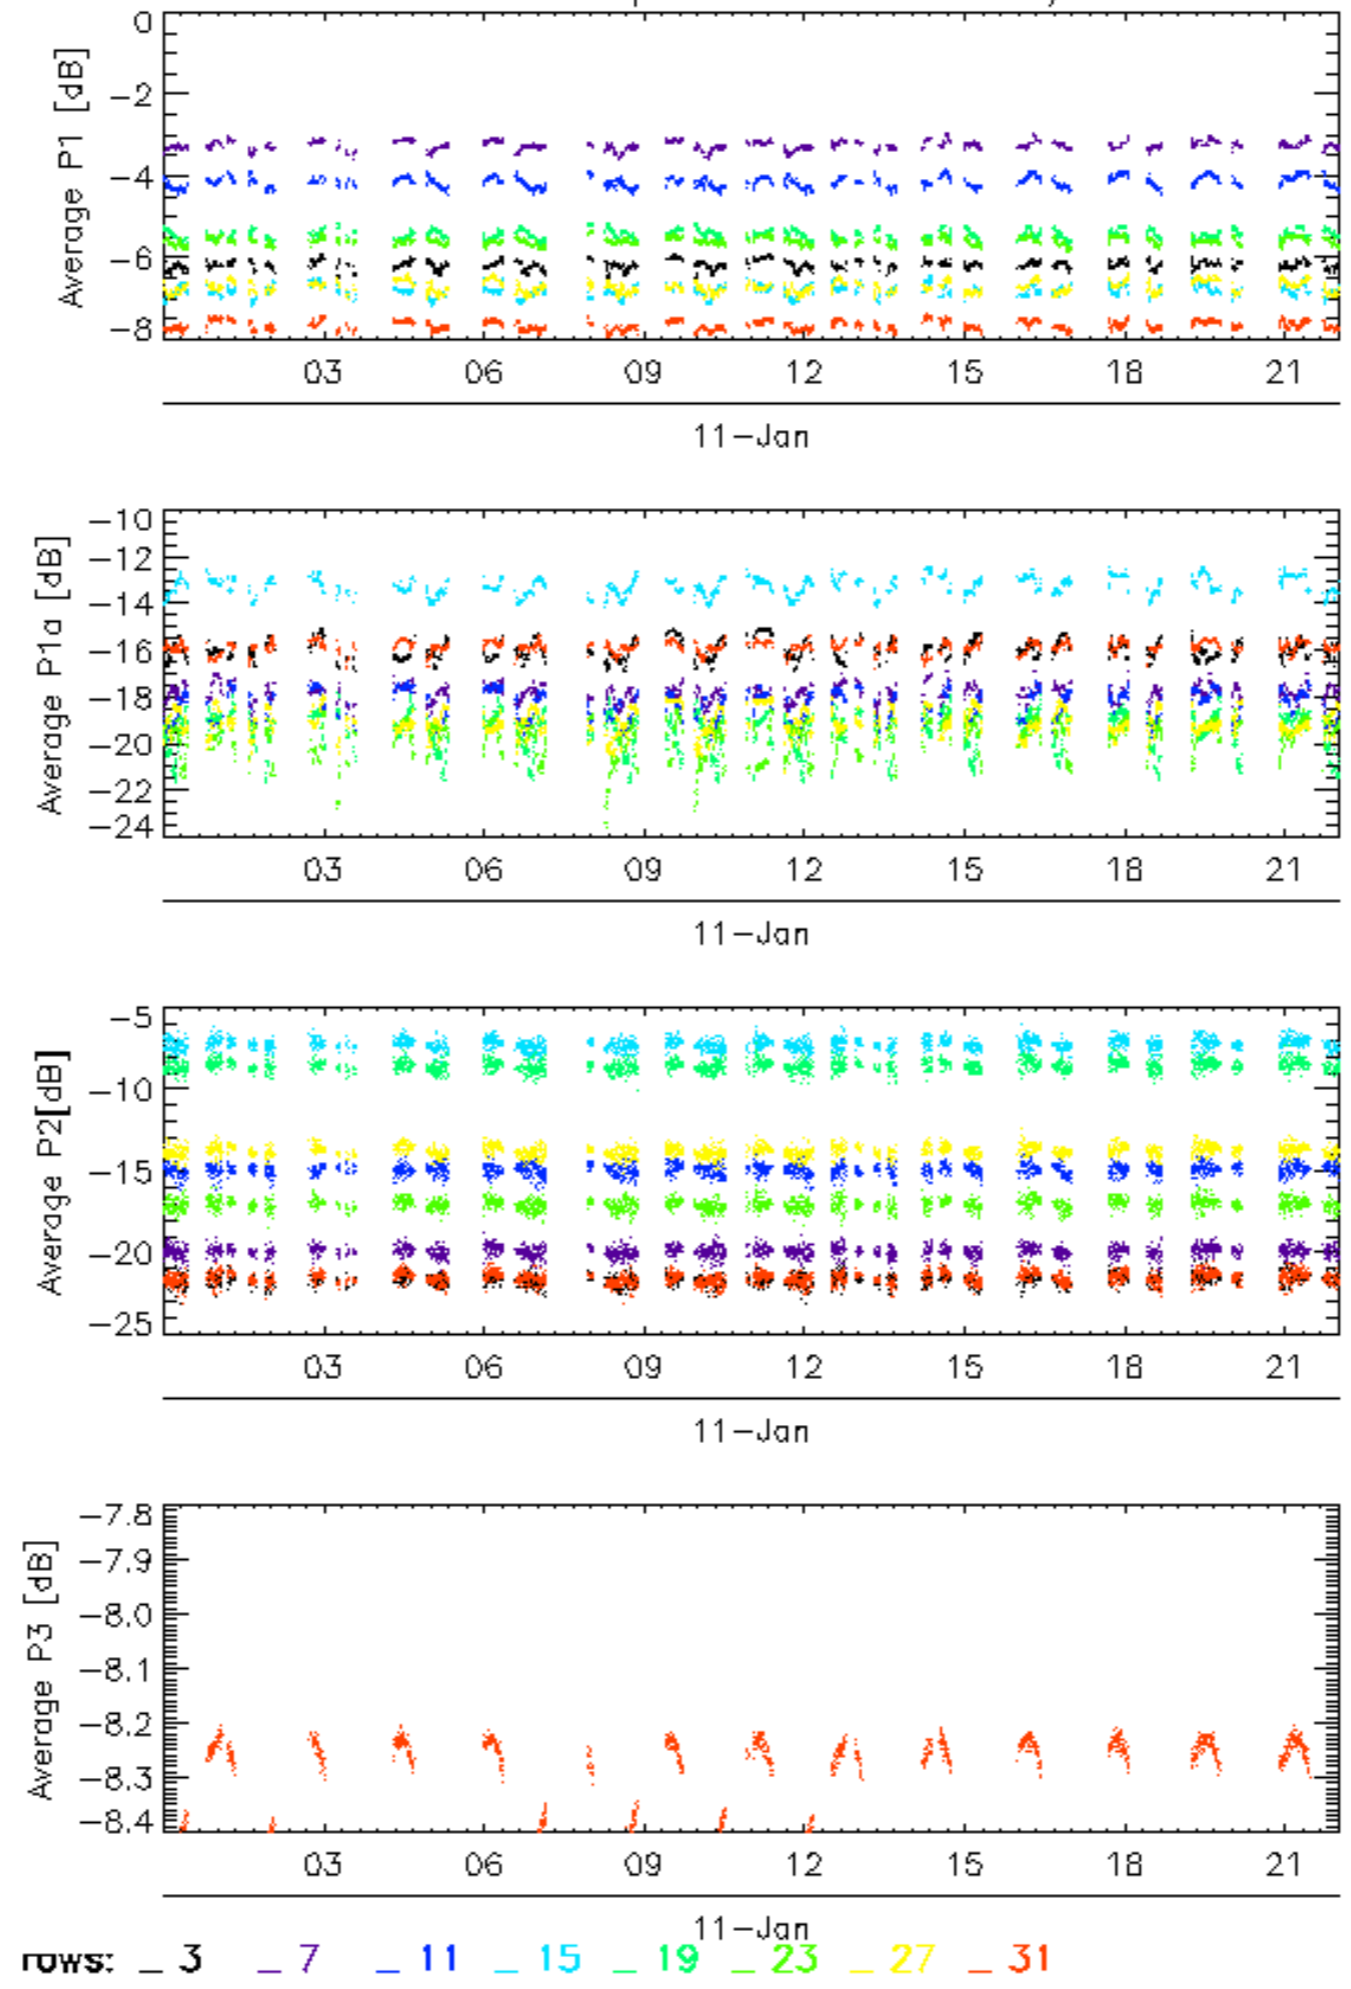 Average P1 [dB]
0
−2
−4
−6
−8
03 06 09 12 15 18 21
11−Jan
Average P1a [dB]
−10
−12
−14
−16
−18
−20
−22
−24
03 06 09 12 15 18 21
11−Jan
Average P2[dB]
−5
−10
−15
−20
−25
03 06 09 12 15 18 21
11−Jan
Average P3 [dB]
−7.8
−7.9
−8.0
−8.1
−8.2
−8.3
−8.4
03 06 09 12 15 18 21
11−Jan
rows: _ 3 _ 7 _ 11 _ 15 _ 19 _ 23 _ 27 _ 31